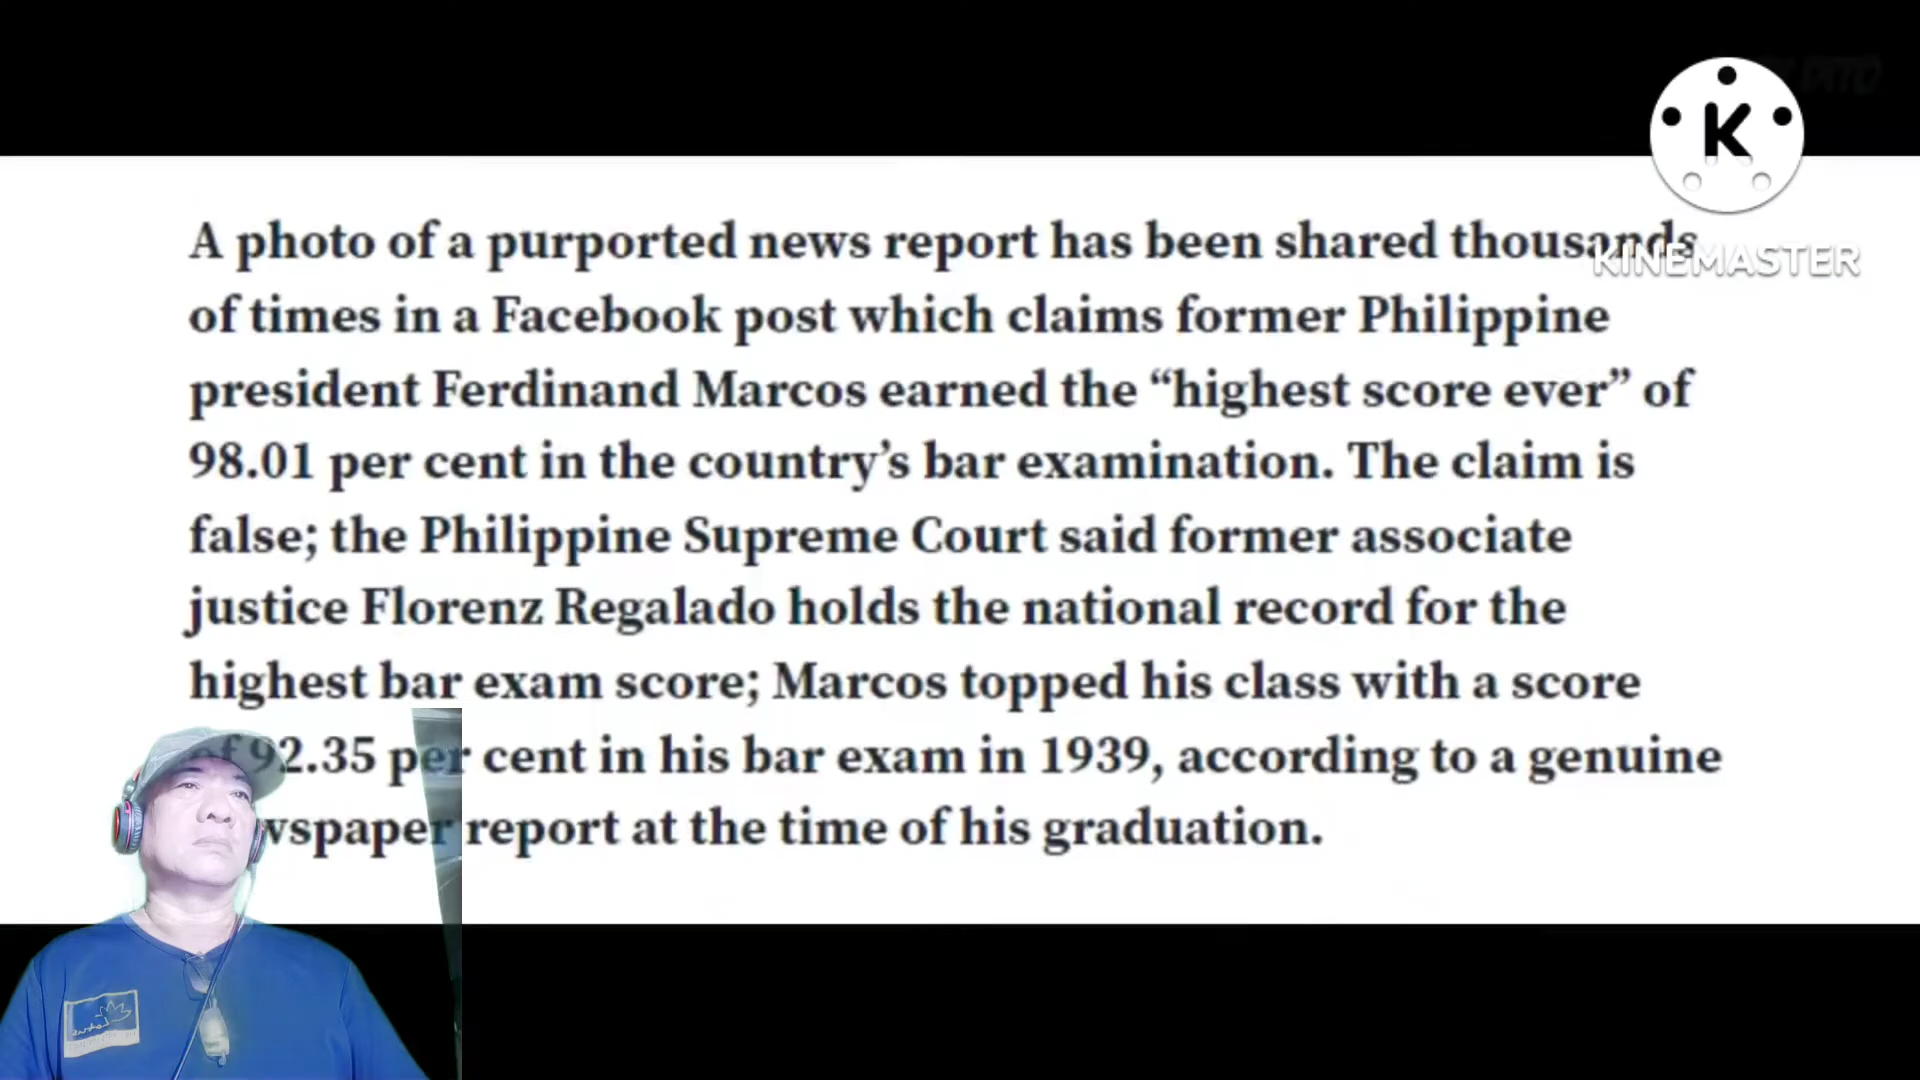 A photo of a purported news report has been shared thousands
of times in a Facebook post which claims former Philippine
president Ferdinand Marcos earned the “highest score ever” of
98.01 per cent in the country’s bar examination. The claim is
false; the Philippine Supreme Court said former associate
justice Florenz Regalado holds the national record for the
highest bar exam score; Marcos topped his class with a score
of 92.35 per cent in his bar exam in 1939, according to a genuine
report at the time of his graduation.
K
KINEMASTER